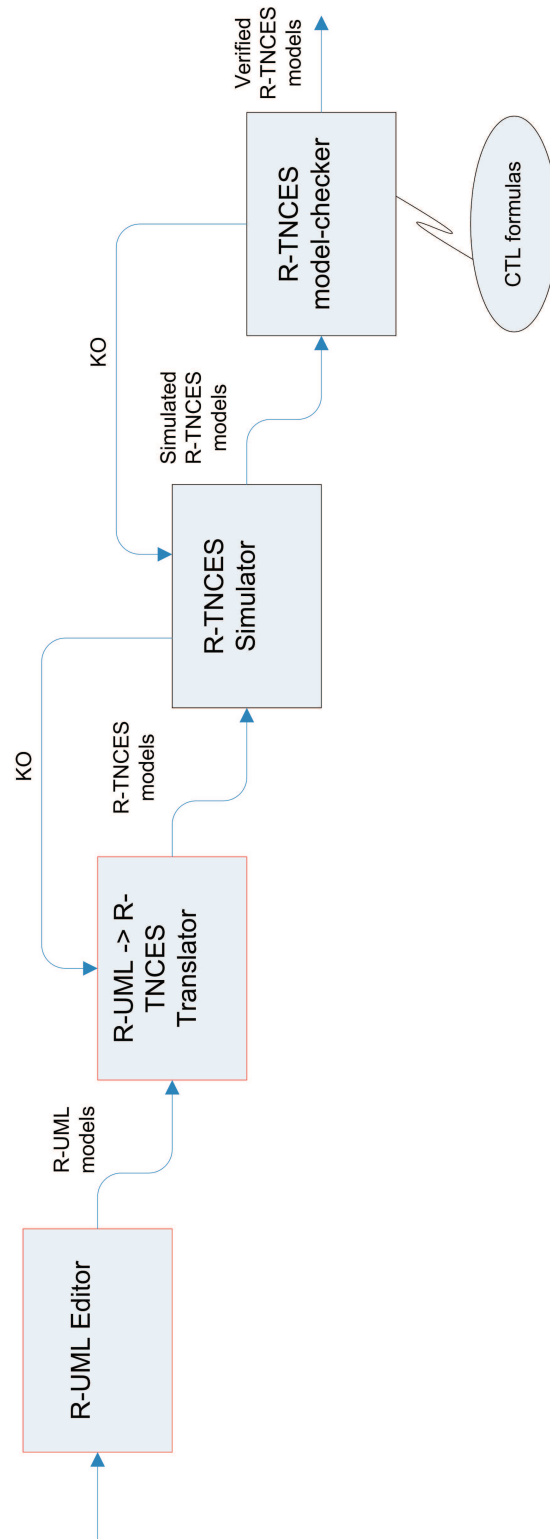 R-UML Editor
R-UML
models
R-UML -> R-
TNCES
Translator
KO
R-TNCES
models
R-TNCES
Simulator
KO
Simulated
R-TNCES
models
R-TNCES
model-checker
Verified
R-TNCES
models
CTL formulas